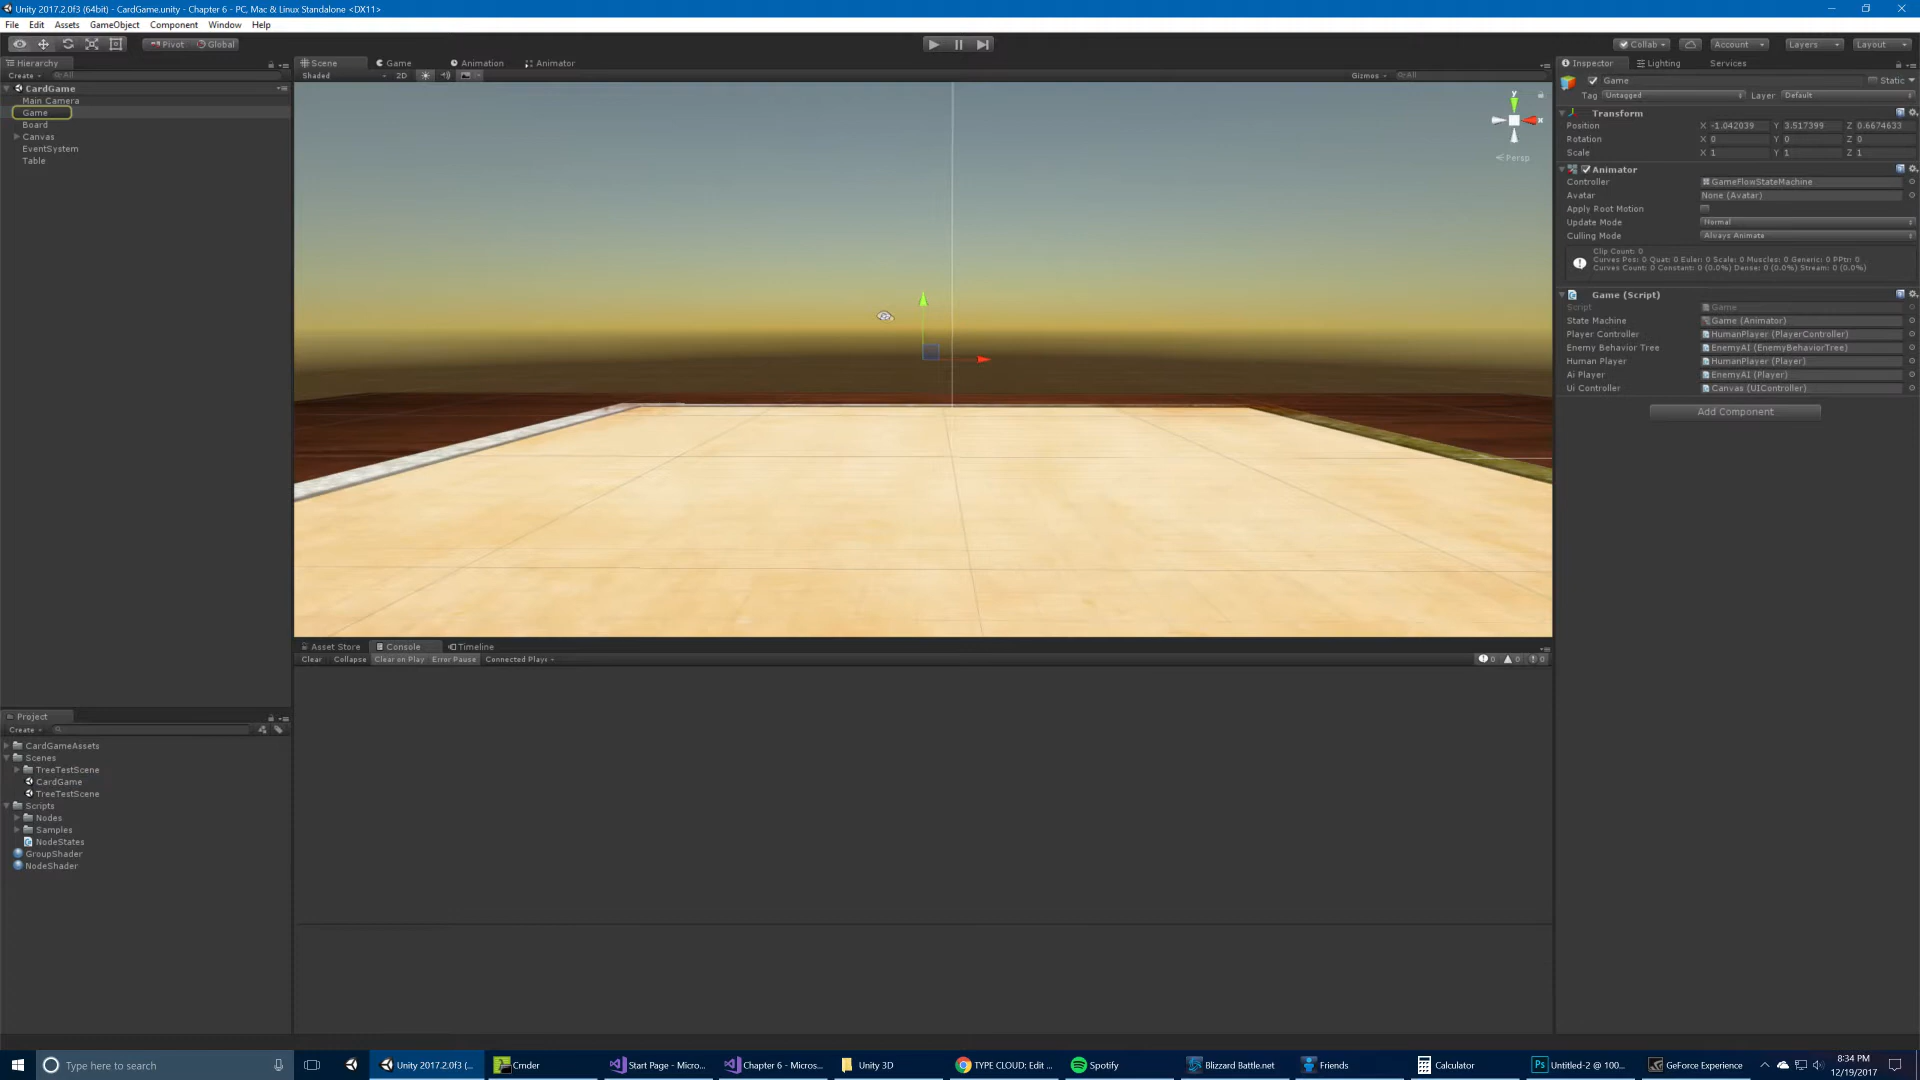 Unity 2017.2.0f3 (64bit) - CardGame.unity - Chapter 6 - PC, Mac & Linux Standalone <DX11>
File Edit Assets GameObject Component Window Help
Pivot Global Collab Account Layers Layout
Hierarchy Scene Game Animation Animator Inspector Lighting Services
Create All Shaded 2D Gizmos All
CardGame
Main Camera
Game
Board
Canvas
EventSystem
Table
y
x
Persp
Game Static
Tag Untagged Layer Default
Transform
Position X -1.042039 Y 3.517399 Z 0.6674633
Rotation X 0 Y 0 Z 0
Scale X 1 Y 1 Z 1
Animator
Controller GameFlowStateMachine
Avatar None (Avatar)
Apply Root Motion
Update Mode Normal
Culling Mode Always Animate
Clip Count: 0
Curves Pos: 0 Quat: 0 Euler: 0 Scale: 0 Muscles: 0 Generic: 0 PPtr: 0
Curves Count: 0 Constant: 0 (0.0%) Dense: 0 (0.0%) Stream: 0 (0.0%)
Game (Script)
Script Game
State Machine Game (Animator)
Player Controller HumanPlayer (PlayerController)
Enemy Behavior Tree EnemyAI (EnemyBehaviorTree)
Human Player HumanPlayer (Player)
Ai Player EnemyAI (Player)
Ui Controller Canvas (UIController)
Add Component
Asset Store Console Timeline
Clear Collapse Clear on Play Error Pause Connected Playe 0 0 0
Project
Create
CardGameAssets
Scenes
TreeTestScene
CardGame
TreeTestScene
Scripts
Nodes
Samples
NodeStates
GroupShader
NodeShader
Type here to search Unity 2017.2.0f3 (... Cmder Start Page - Micro... Chapter 6 - Micros... Unity 3D TYPE CLOUD: Edit ... Spotify Blizzard Battle.net Friends Calculator Untitled-2 @ 100... GeForce Experience
8:34 PM
12/19/2017